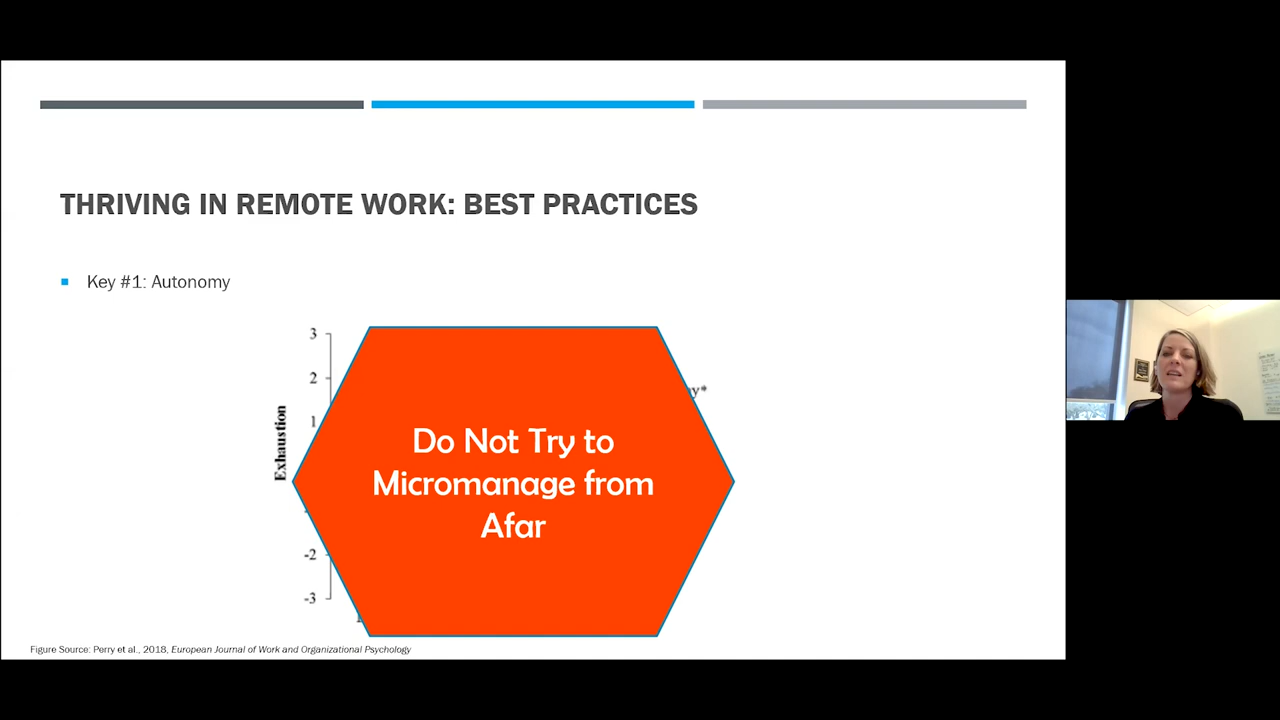 THRIVING IN REMOTE WORK: BEST PRACTICES
Key #1: Autonomy
3
2
1
-2
-3
Exhaustion
Do Not Try to
Micromanage from
Afar
Figure Source: Perry et al., 2018, European Journal of Work and Organizational Psychology